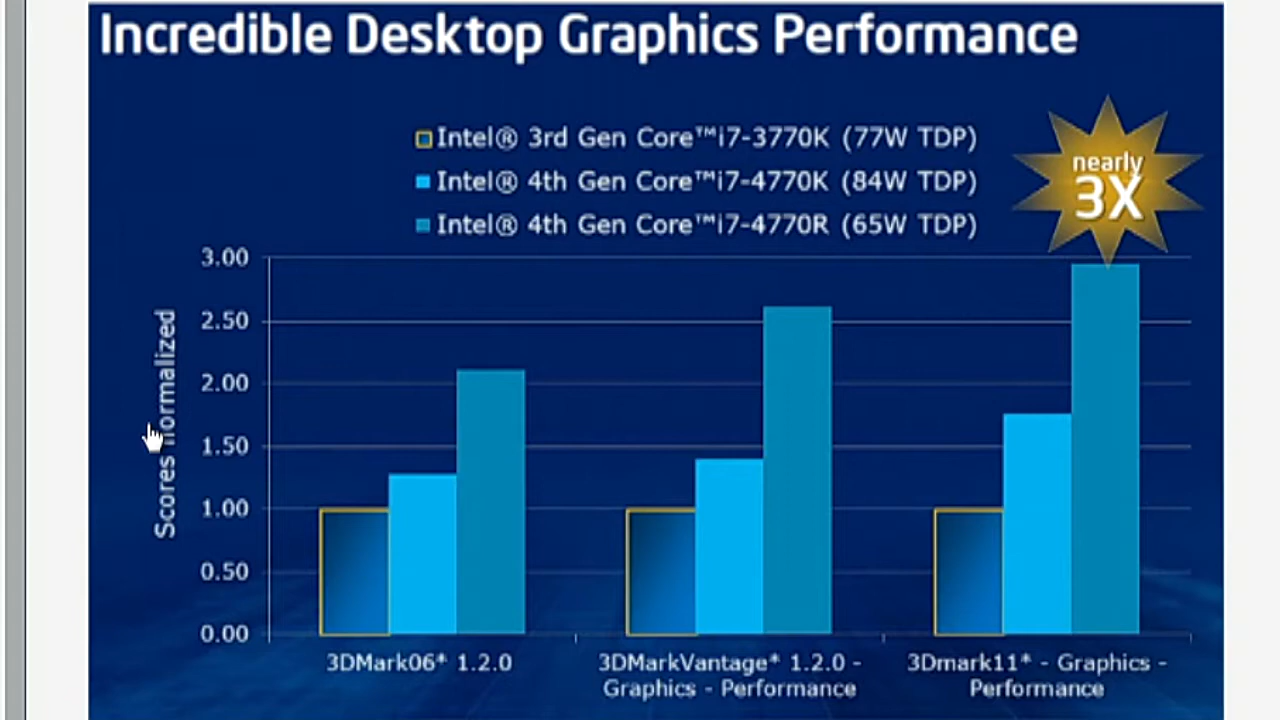 Incredible Desktop Graphics Performance
Intel® 3rd Gen Core™i7-3770K (77W TDP)
Intel® 4th Gen Core™i7-4770K (84W TDP)
Intel® 4th Gen Core™i7-4770R (65W TDP)
nearly
3X
3.00
2.50
2.00
1.50
1.00
0.50
0.00
Scores normalized
3DMark06* 1.2.0
3DMarkVantage* 1.2.0 -
Graphics - Performance
3Dmark11* - Graphics -
Performance